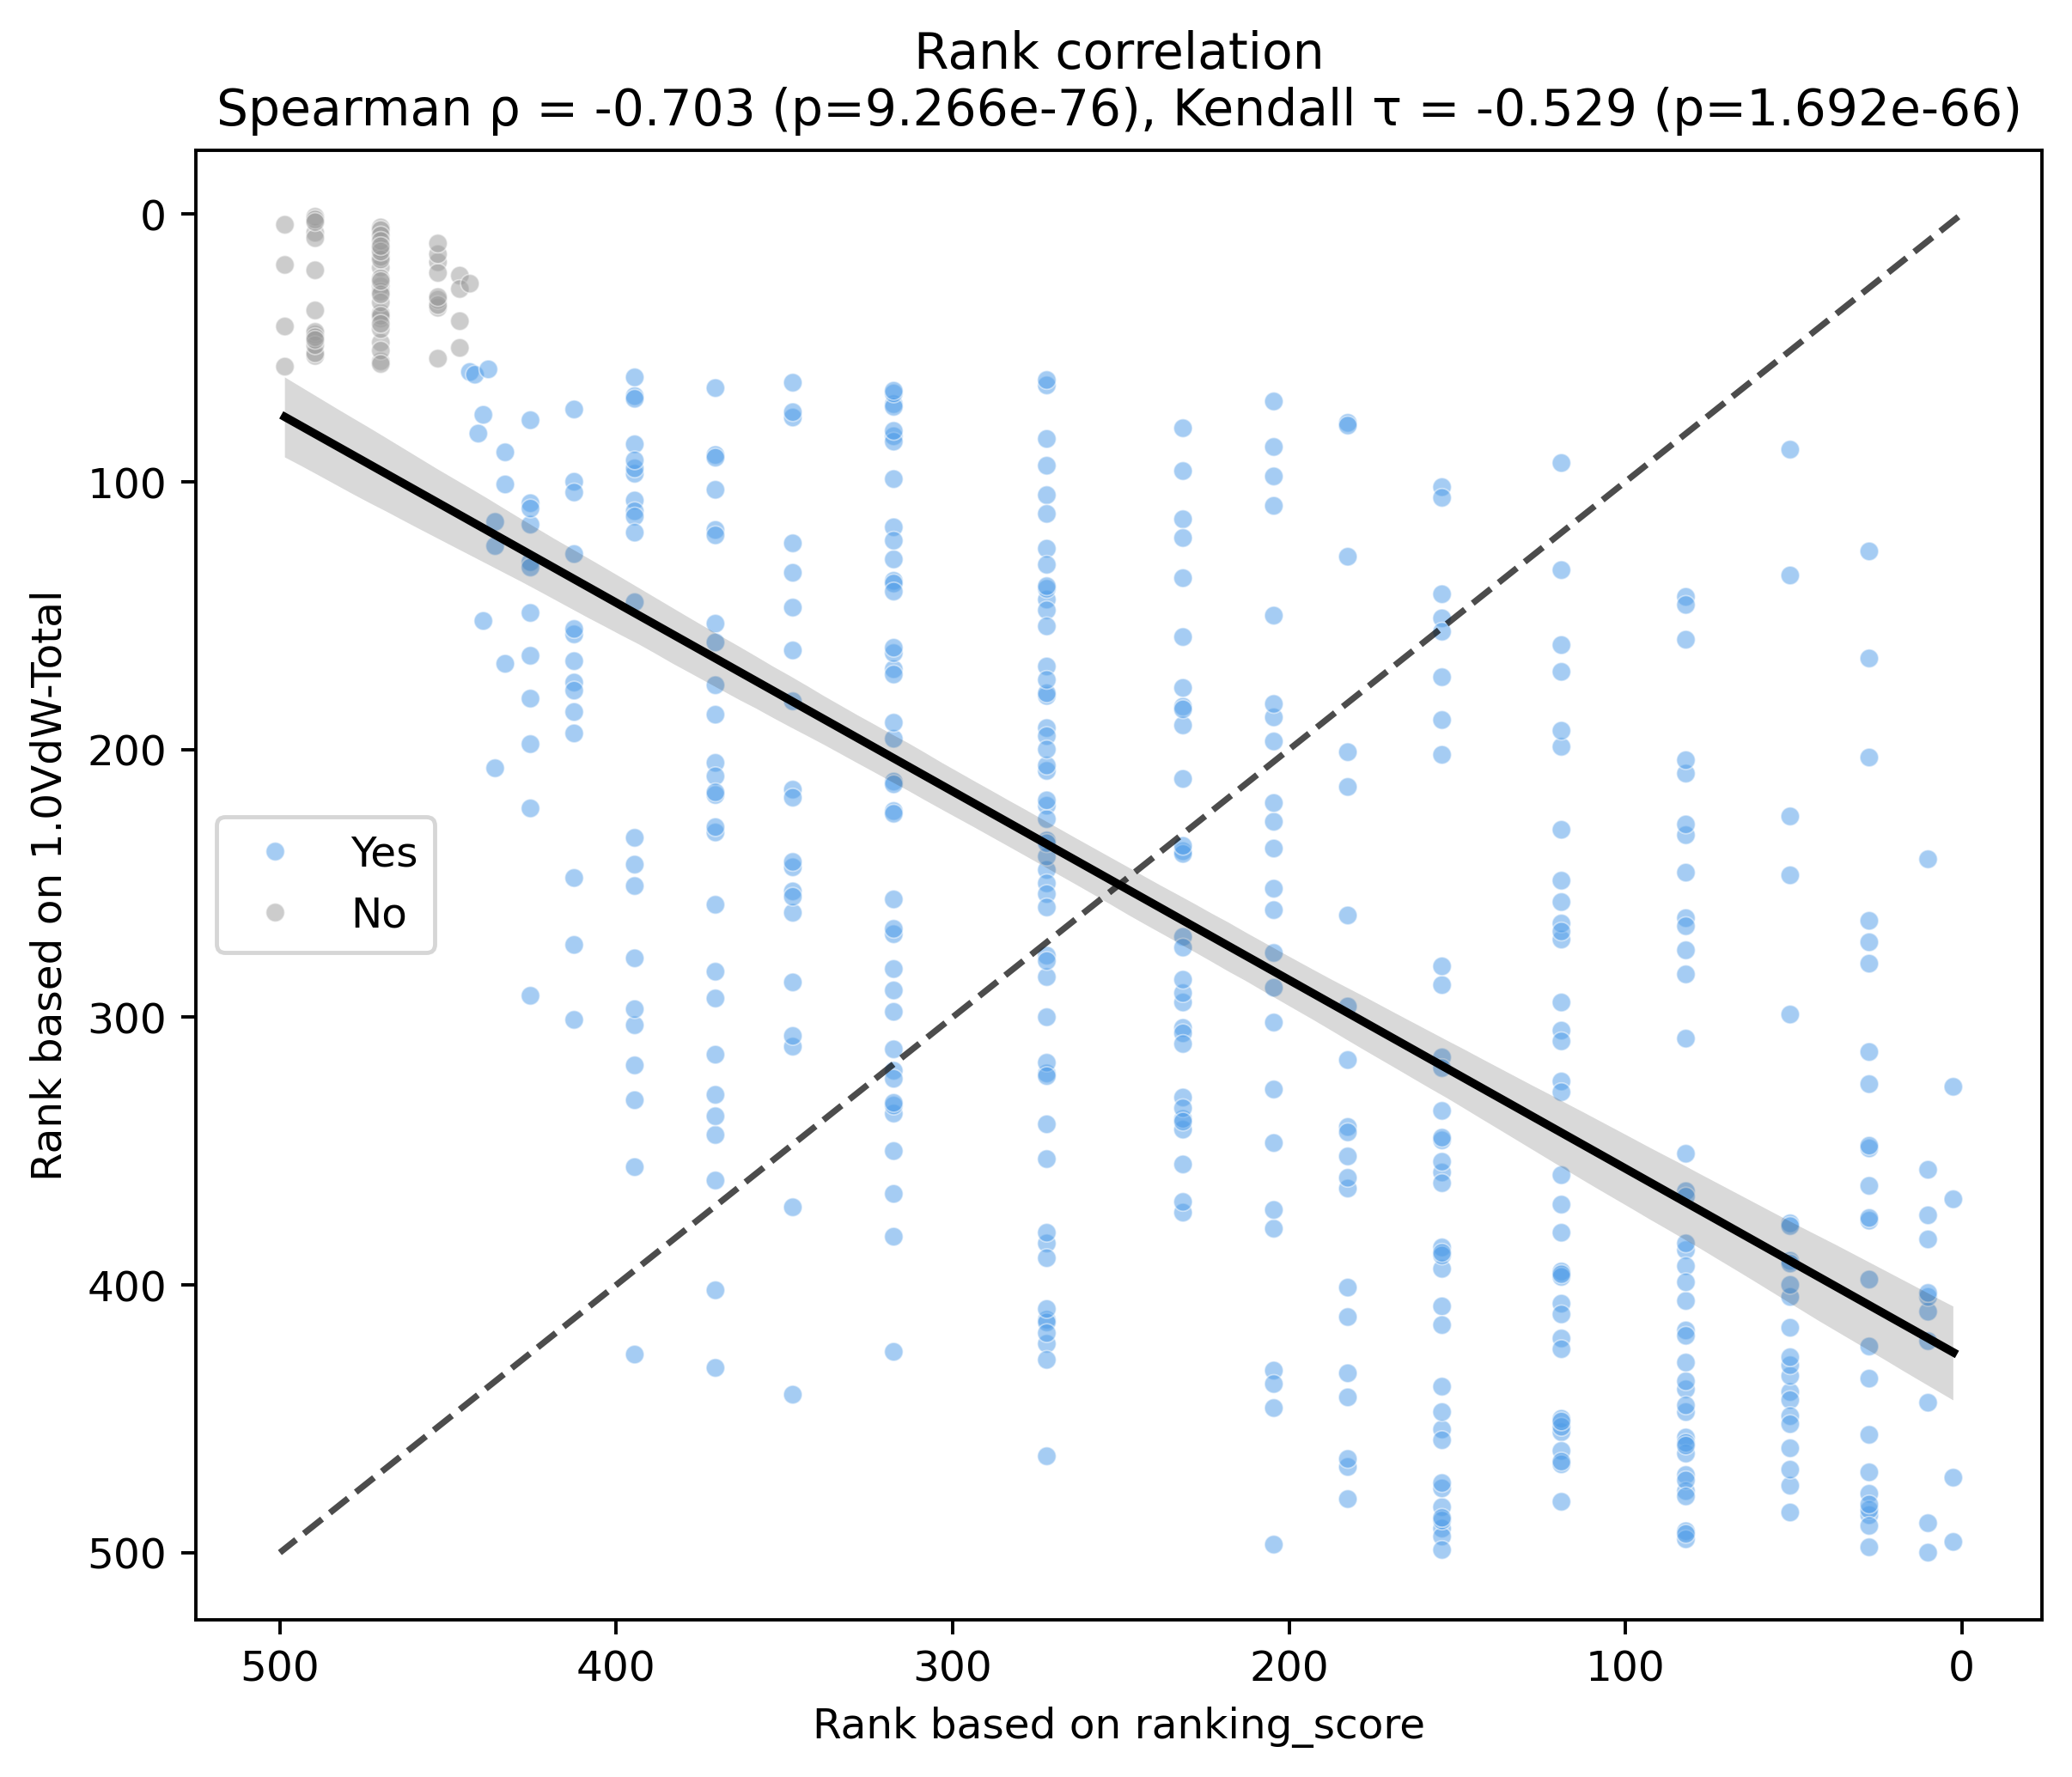 Rank correlation
Spearman ρ = -0.703 (p=9.266e-76), Kendall τ = -0.529 (p=1.692e-66)
Rank based on 1.0VdW-Total
0
100
200
300
400
500
Yes
No
500
400
300
200
100
0
Rank based on ranking_score